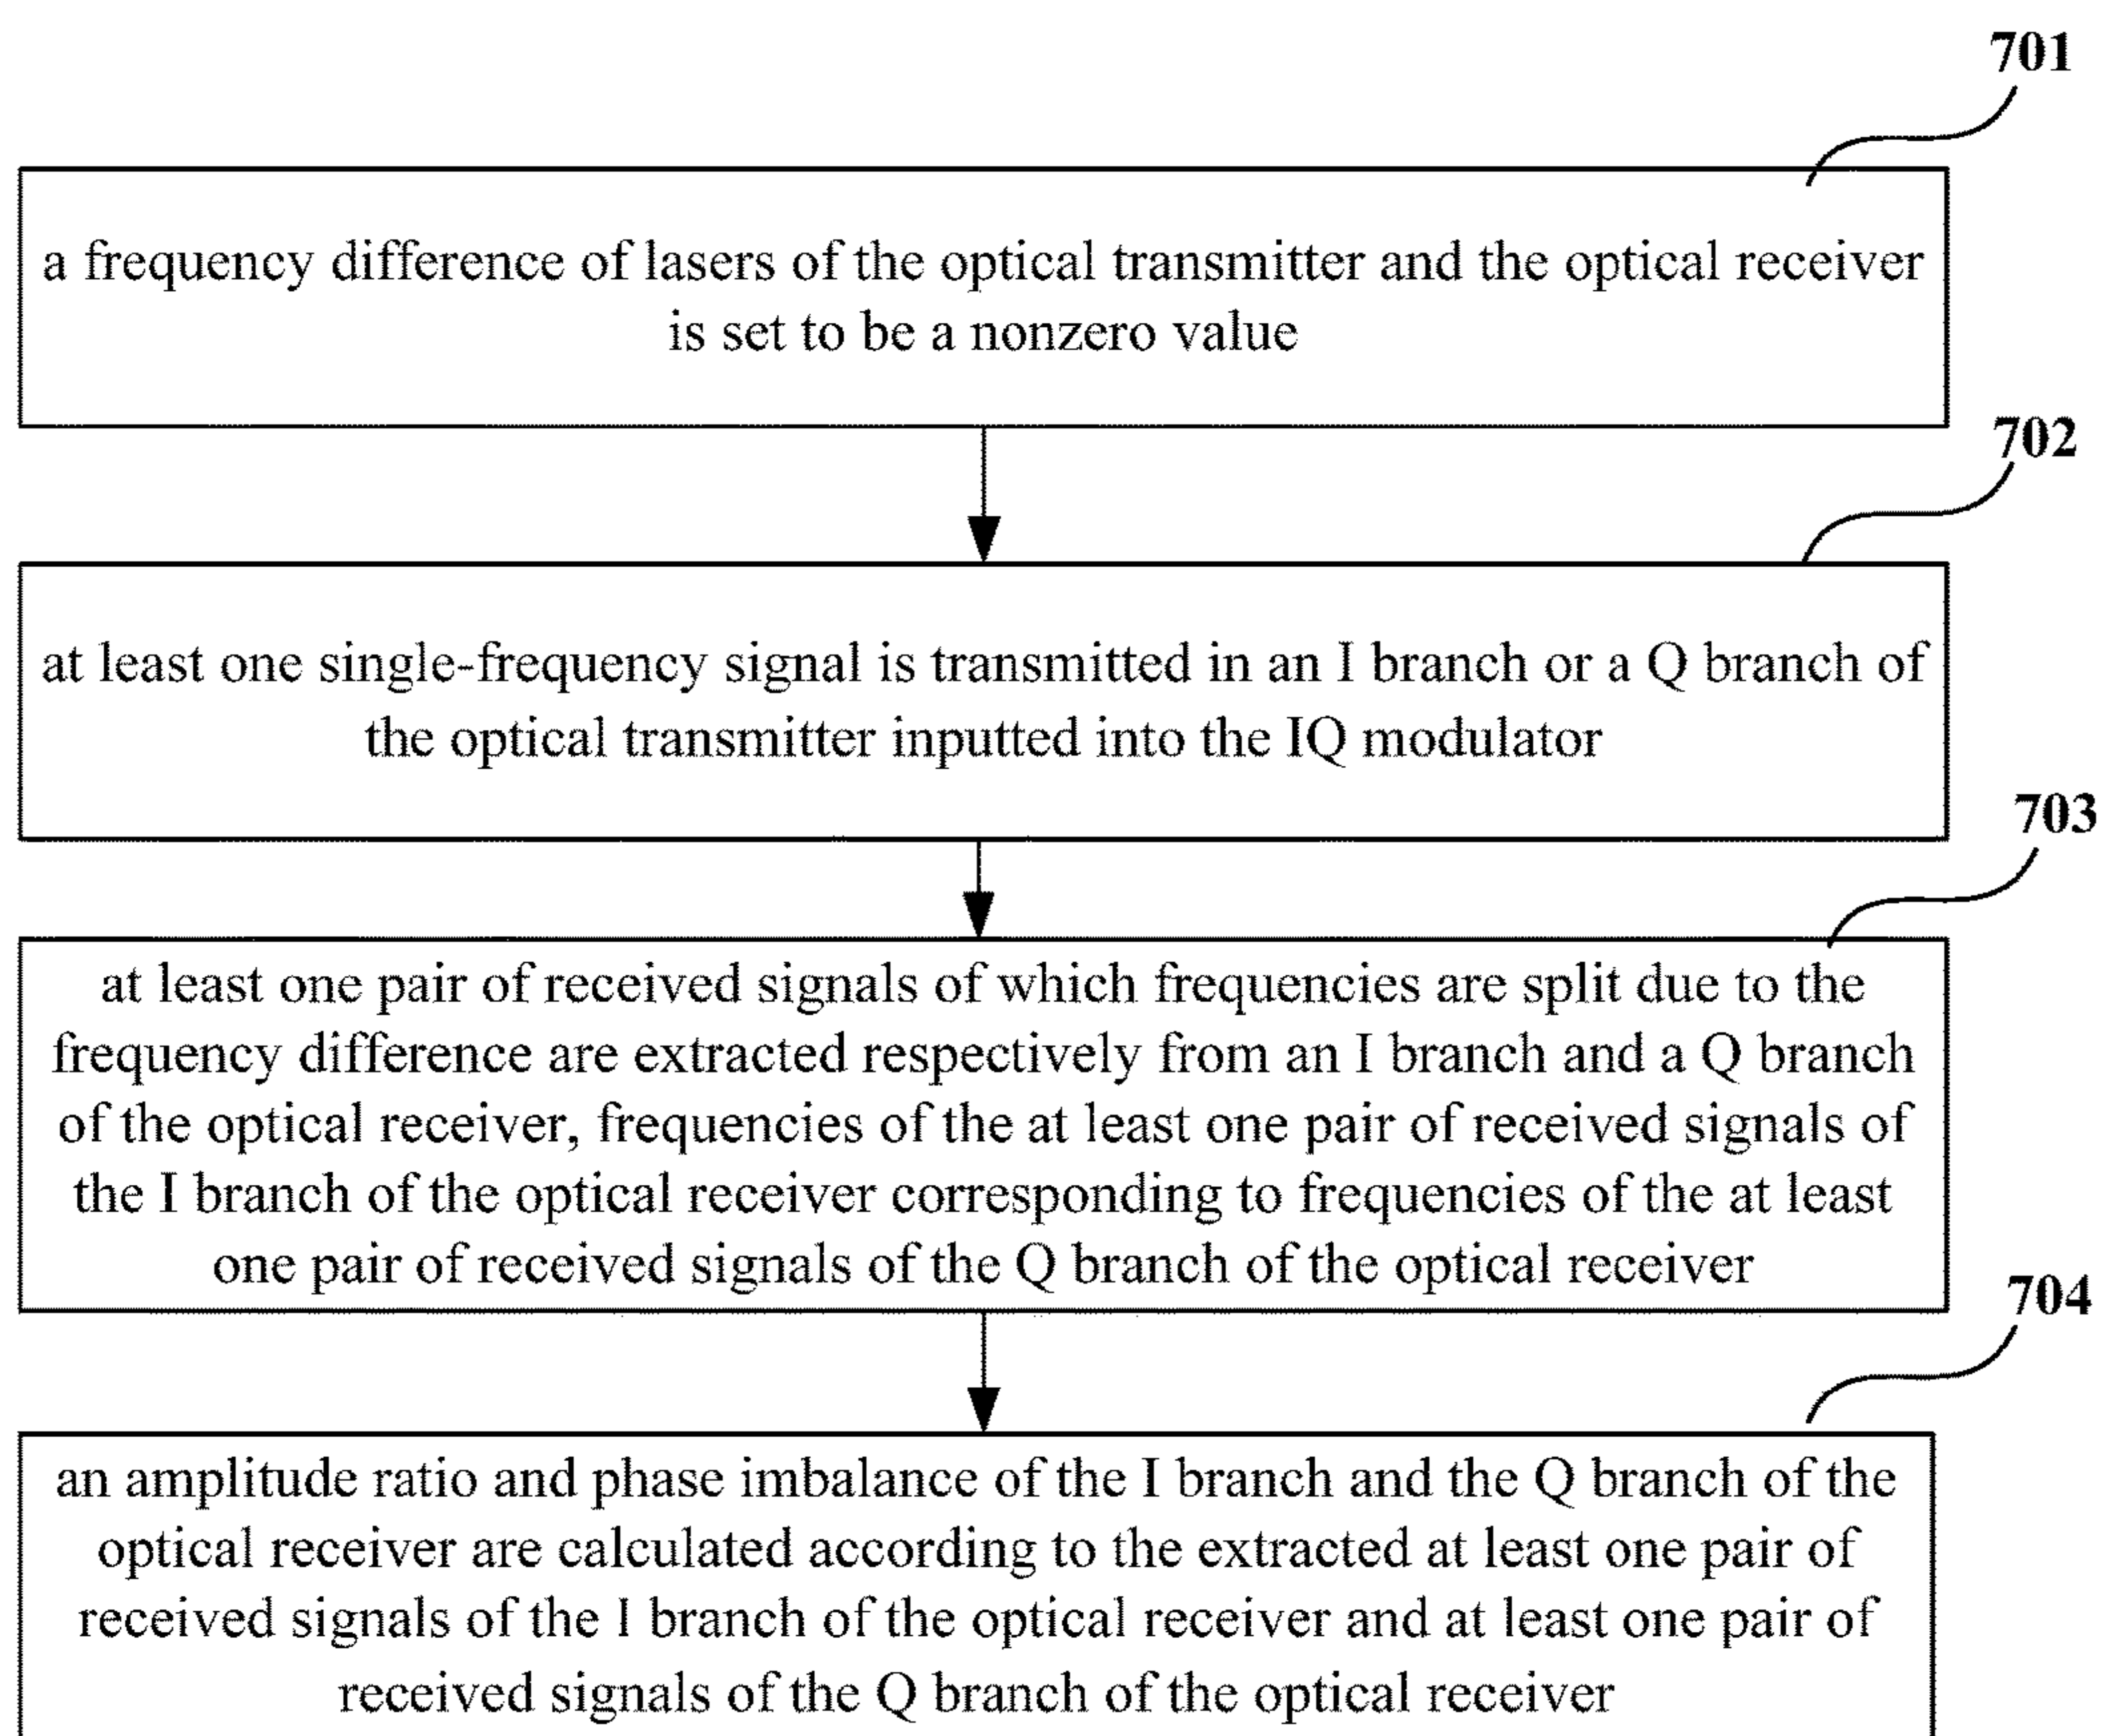 701
a frequency difference of lasers of the optical transmitter and the optical receiver
is set to be a nonzero value
702
at least one single-frequency signal is transmitted in an I branch or a Q branch of
the optical transmitter inputted into the IQ modulator
703
at least one pair of received signals of which frequencies are split due to the
frequency difference are extracted respectively from an I branch and a Q branch
of the optical receiver, frequencies of the at least one pair of received signals of
the I branch of the optical receiver corresponding to frequencies of the at least
one pair of received signals of the Q branch of the optical receiver
704
an amplitude ratio and phase imbalance of the I branch and the Q branch of the
optical receiver are calculated according to the extracted at least one pair of
received signals of the I branch of the optical receiver and at least one pair of
received signals of the Q branch of the optical receiver